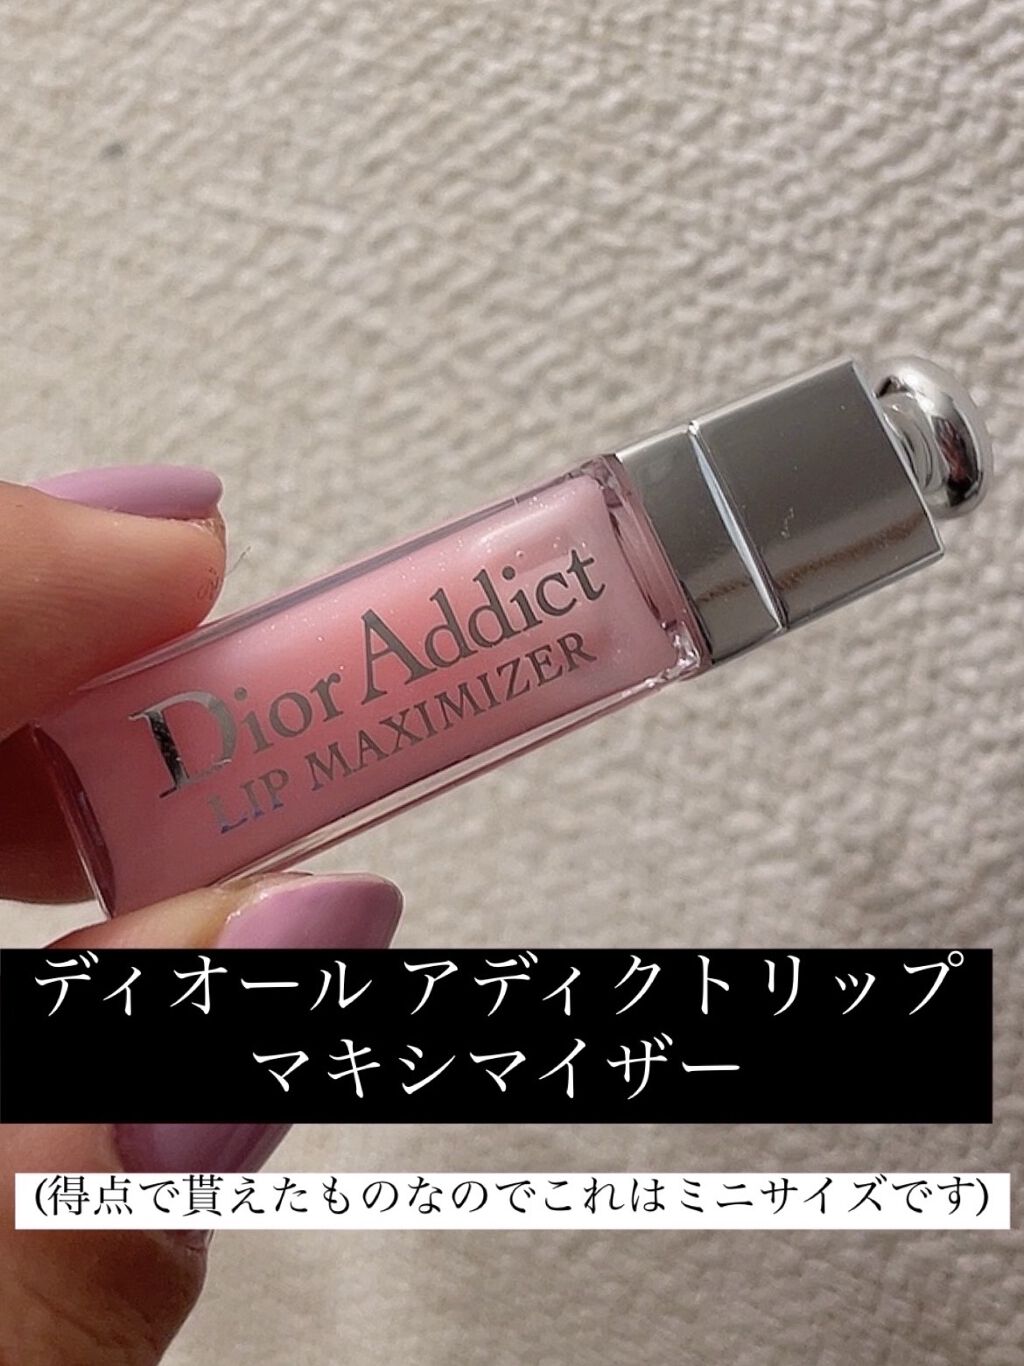 Dior Addict
LIP MAXIMIZER
ディオール アディクトリップ
マキシマイザー
(得点で貰えたものなのでこれはミニサイズです)